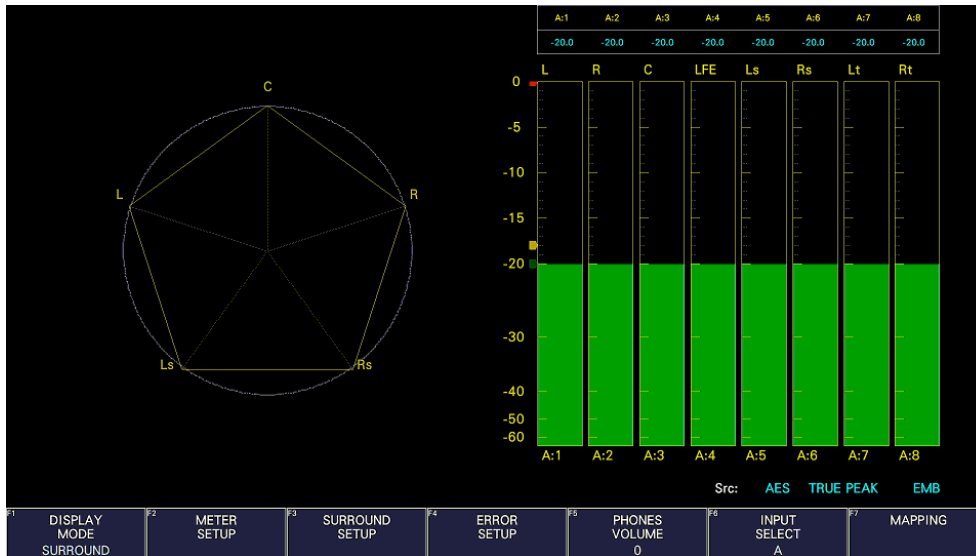 A:1 A:2 A:3 A:4 A:5 A:6 A:7 A:8
-20.0 -20.0 -20.0 -20.0 -20.0 -20.0 -20.0 -20.0
L R C LFE Ls Rs Lt Rt
0
-5
-10
-15
-20
-30
-40
-50
-60
A:1 A:2 A:3 A:4 A:5 A:6 A:7 A:8
C
L R
Ls Rs
Src: AES TRUE PEAK EMB
F1 DISPLAY MODE
SURROUND
F2 METER SETUP
F3 SURROUND SETUP
F4 ERROR SETUP
F5 PHONES VOLUME
0
F6 INPUT SELECT
A
F7 MAPPING